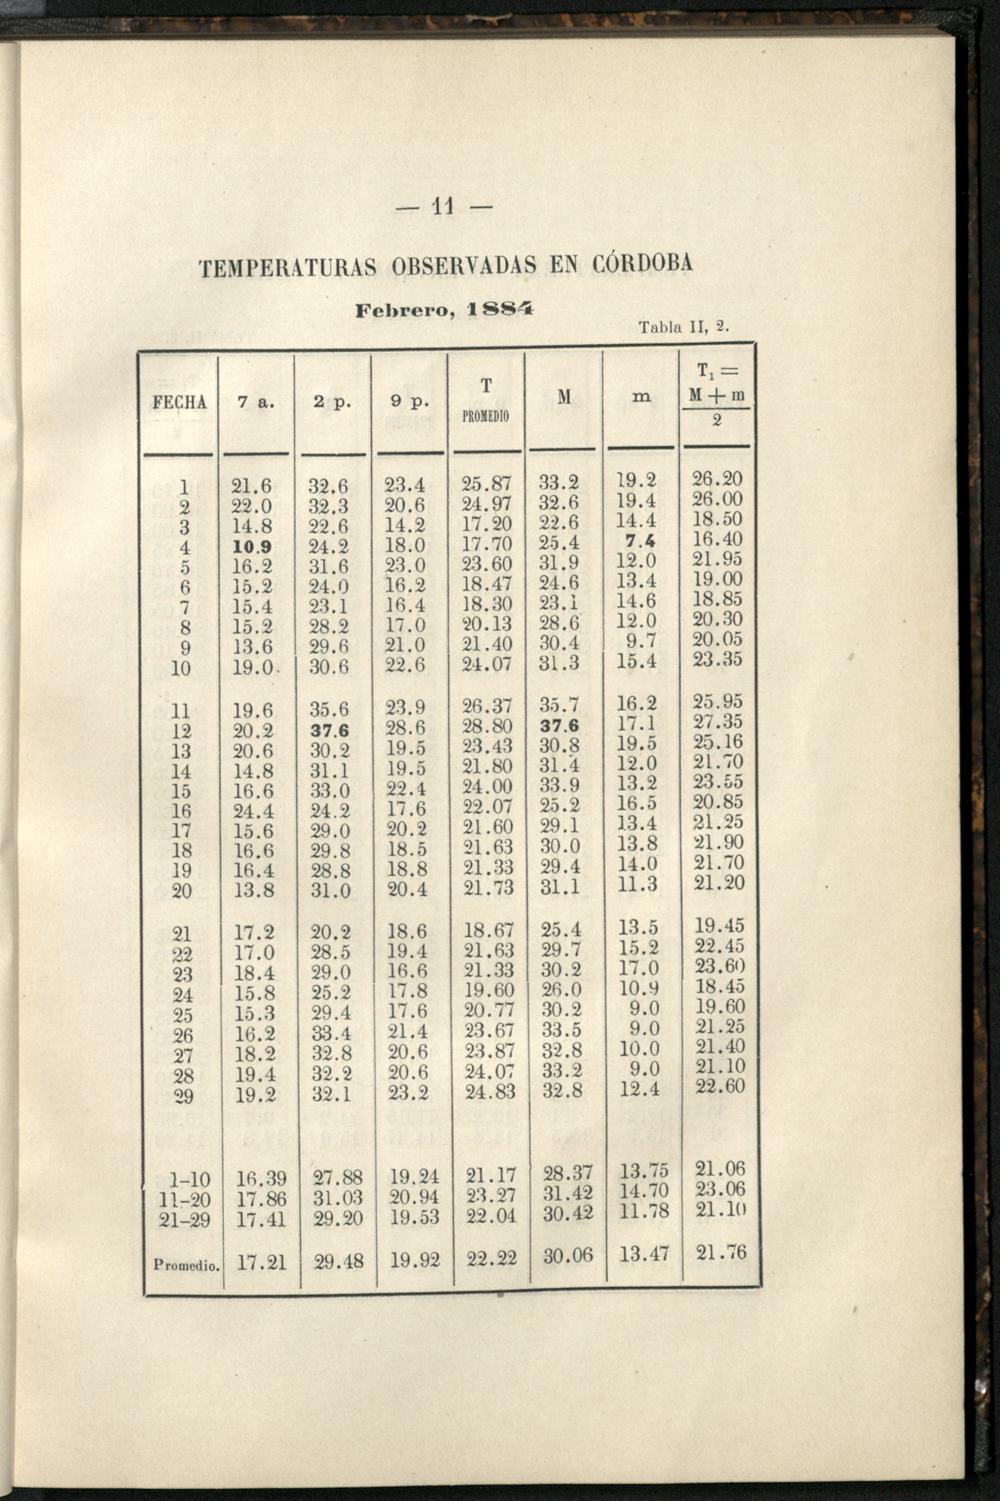 — 11 —
TEMPERATURAS OBSERVADAS EN CÓRDOBA
Febrero, 1884
Tabla II, 2.
FECHA 7 a. 2 p. 9 p. T PROMEDIO M m T₁ = M + m / 2
1 21.6 32.6 23.4 25.87 33.2 19.2 26.20
2 22.0 32.3 20.6 24.97 32.6 19.4 26.00
3 14.8 22.6 14.2 17.20 22.6 14.4 18.50
4 10.9 24.2 18.0 17.70 25.4 7.4 16.40
5 16.2 31.6 23.0 23.60 31.9 12.0 21.95
6 15.2 24.0 16.2 18.47 24.6 13.4 19.00
7 15.4 23.1 16.4 18.30 23.1 14.6 18.85
8 15.2 28.2 17.0 20.13 28.6 12.0 20.30
9 13.6 29.6 21.0 21.40 30.4 9.7 20.05
10 19.0 30.6 22.6 24.07 31.3 15.4 23.35
11 19.6 35.6 23.9 26.37 35.7 16.2 25.95
12 20.2 37.6 28.6 28.80 37.6 17.1 27.35
13 20.6 30.2 19.5 23.43 30.8 19.5 25.16
14 14.8 31.1 19.5 21.80 31.4 12.0 21.70
15 16.6 33.0 22.4 24.00 33.9 13.2 23.55
16 24.4 24.2 17.6 22.07 25.2 16.5 20.85
17 15.6 29.0 20.2 21.60 29.1 13.4 21.25
18 16.6 29.8 18.5 21.63 30.0 13.8 21.90
19 16.4 28.8 18.8 21.33 29.4 14.0 21.70
20 13.8 31.0 20.4 21.73 31.1 11.3 21.20
21 17.2 20.2 18.6 18.67 25.4 13.5 19.45
22 17.0 28.5 19.4 21.63 29.7 15.2 22.45
23 18.4 29.0 16.6 21.33 30.2 17.0 23.60
24 15.8 25.2 17.8 19.60 26.0 10.9 18.45
25 15.3 29.4 17.6 20.77 30.2 9.0 19.60
26 16.2 33.4 21.4 23.67 33.5 9.0 21.25
27 18.2 32.8 20.6 23.87 32.8 10.0 21.40
28 19.4 32.2 20.6 24.07 33.2 9.0 21.10
29 19.2 32.1 23.2 24.83 32.8 12.4 22.60
1–10 16.39 27.88 19.24 21.17 28.37 13.75 21.06
11–20 17.86 31.03 20.94 23.27 31.42 14.70 23.06
21–29 17.41 29.20 19.53 22.04 30.42 11.78 21.10
Promedio. 17.21 29.48 19.92 22.22 30.06 13.47 21.76